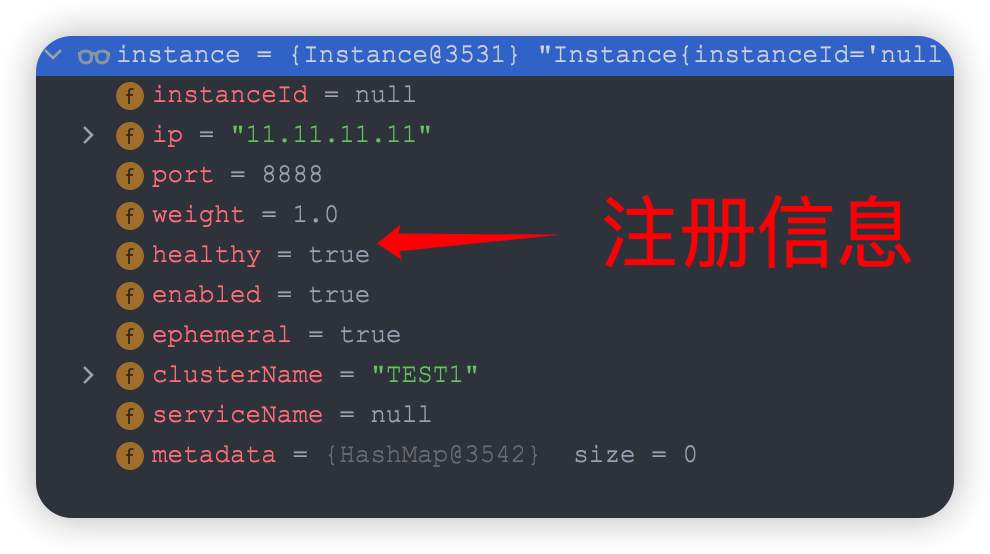 instance = {Instance@3531} "Instance{instanceId='null
f instanceId = null
f ip = "11.11.11.11"
f port = 8888
f weight = 1.0
f healthy = true
f enabled = true
f ephemeral = true
f clusterName = "TEST1"
f serviceName = null
f metadata = {HashMap@3542} size = 0
注册信息